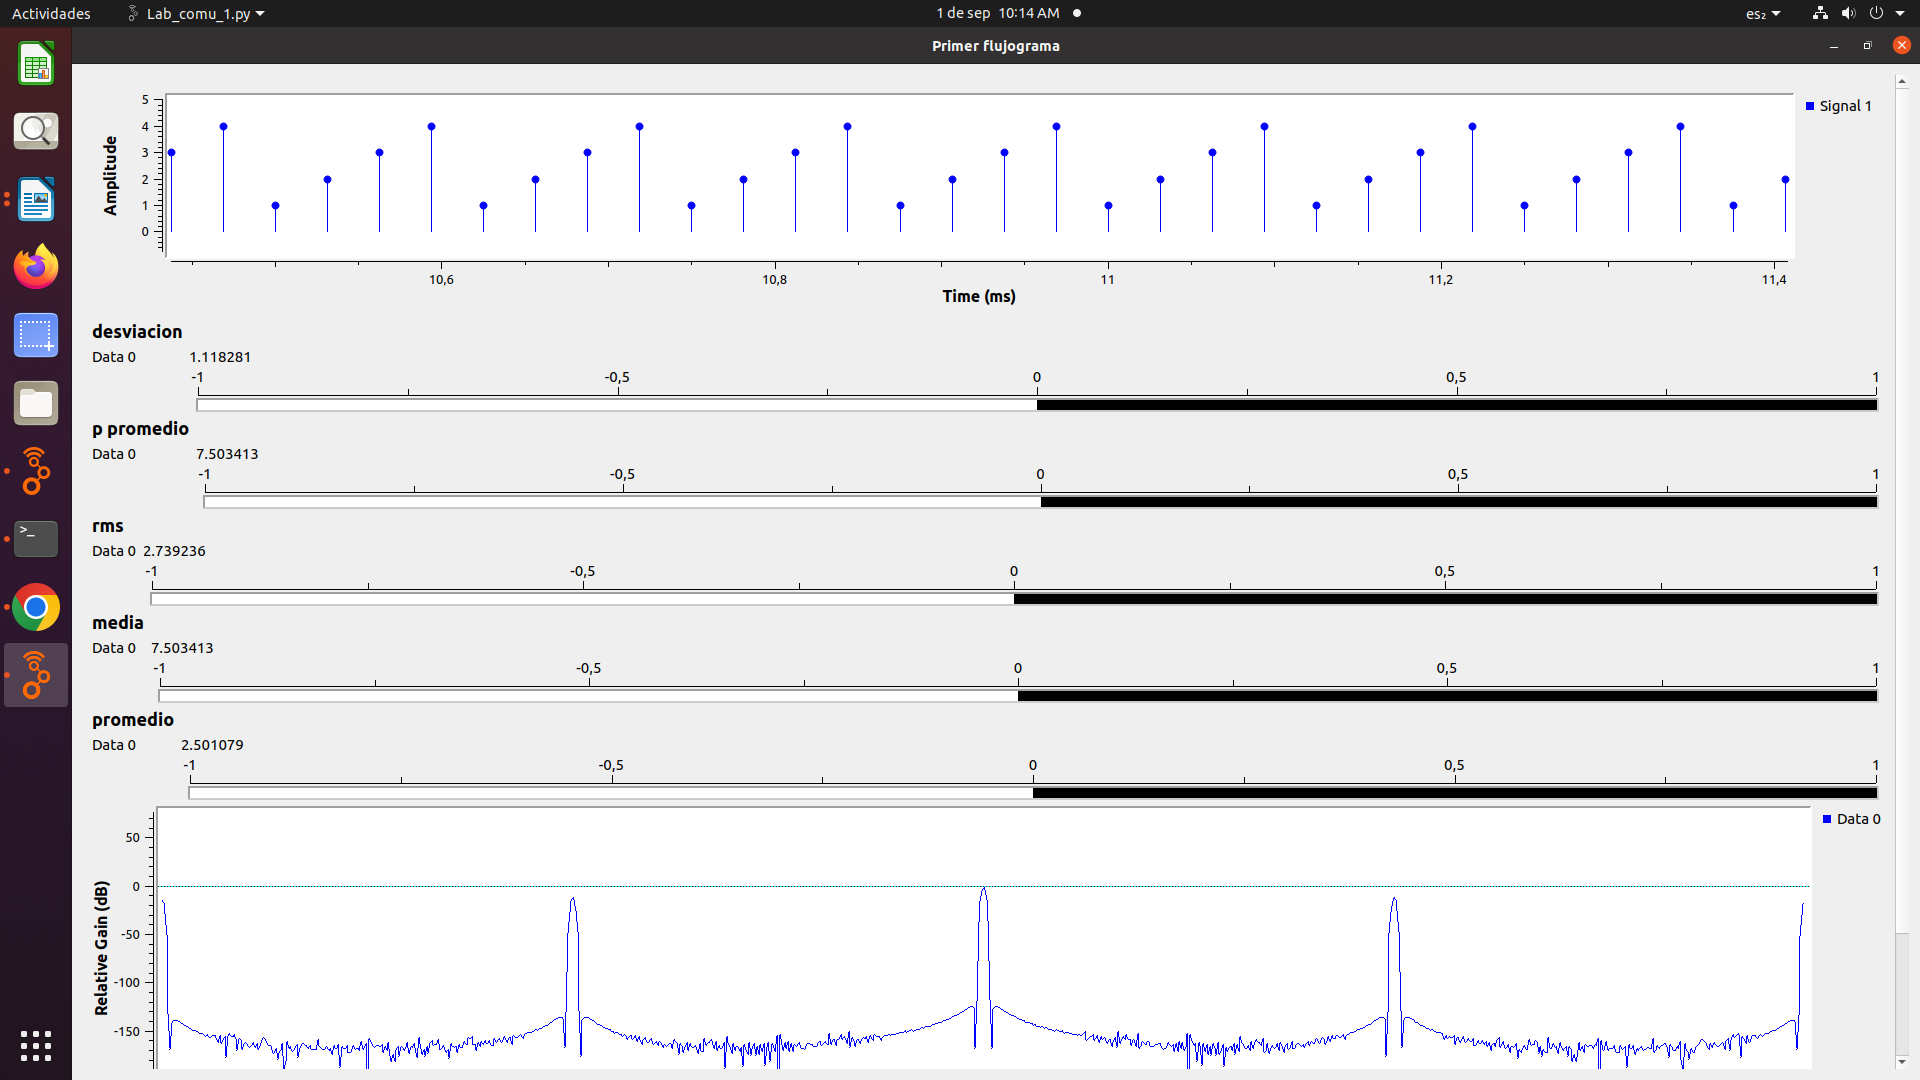 Actividades Lab_comu_1.py 1 de sep 10:14 AM es₂
Primer flujograma
5
4
3
2
1
0
Amplitude
Signal 1
10,6 10,8 11 11,2 11,4
Time (ms)
desviacion
Data 0 1.118281
-1 -0,5 0 0,5 1
p promedio
Data 0 7.503413
-1 -0,5 0 0,5 1
rms
Data 0 2.739236
-1 -0,5 0 0,5 1
media
Data 0 7.503413
-1 -0,5 0 0,5 1
promedio
Data 0 2.501079
-1 -0,5 0 0,5 1
50
0
-50
-100
-150
Relative Gain (dB)
Data 0